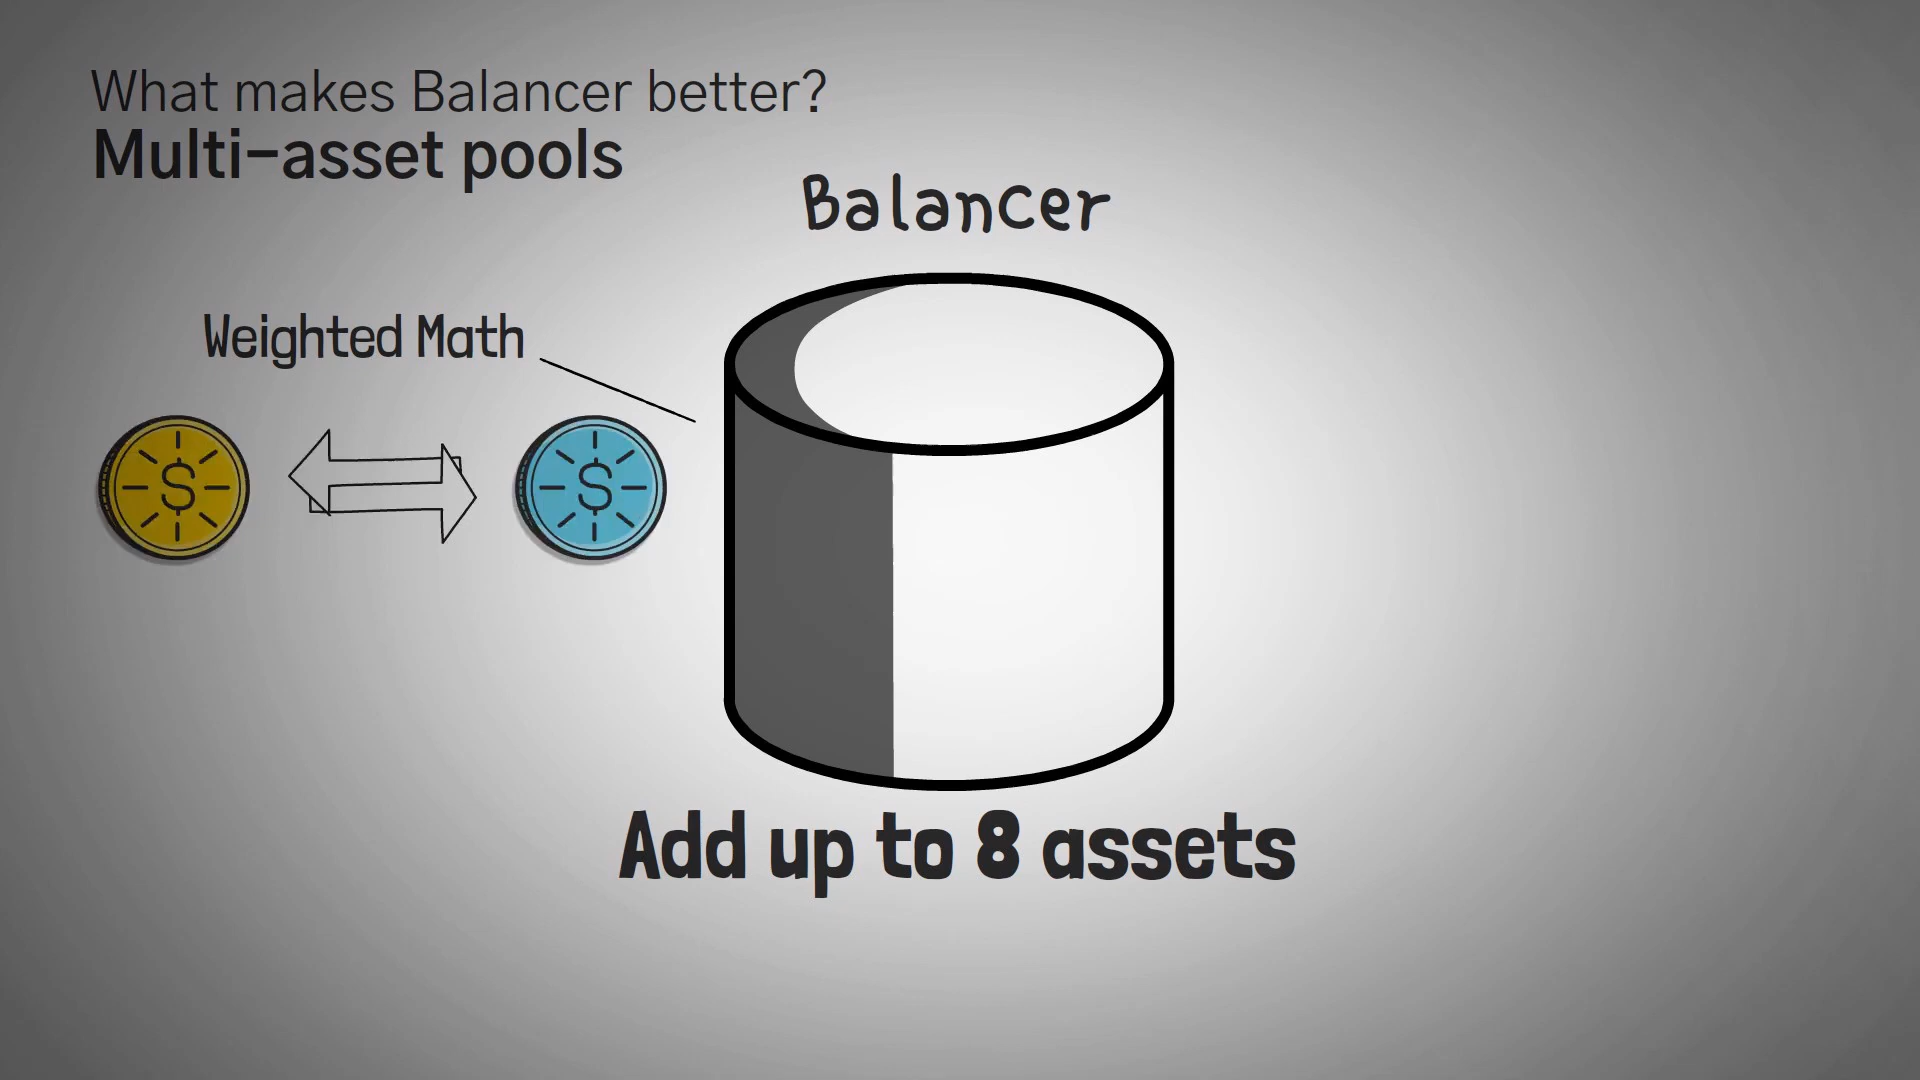 What makes Balancer better?
Multi-asset pools
Balancer
Weighted Math
S
S
Add up to 8 assets